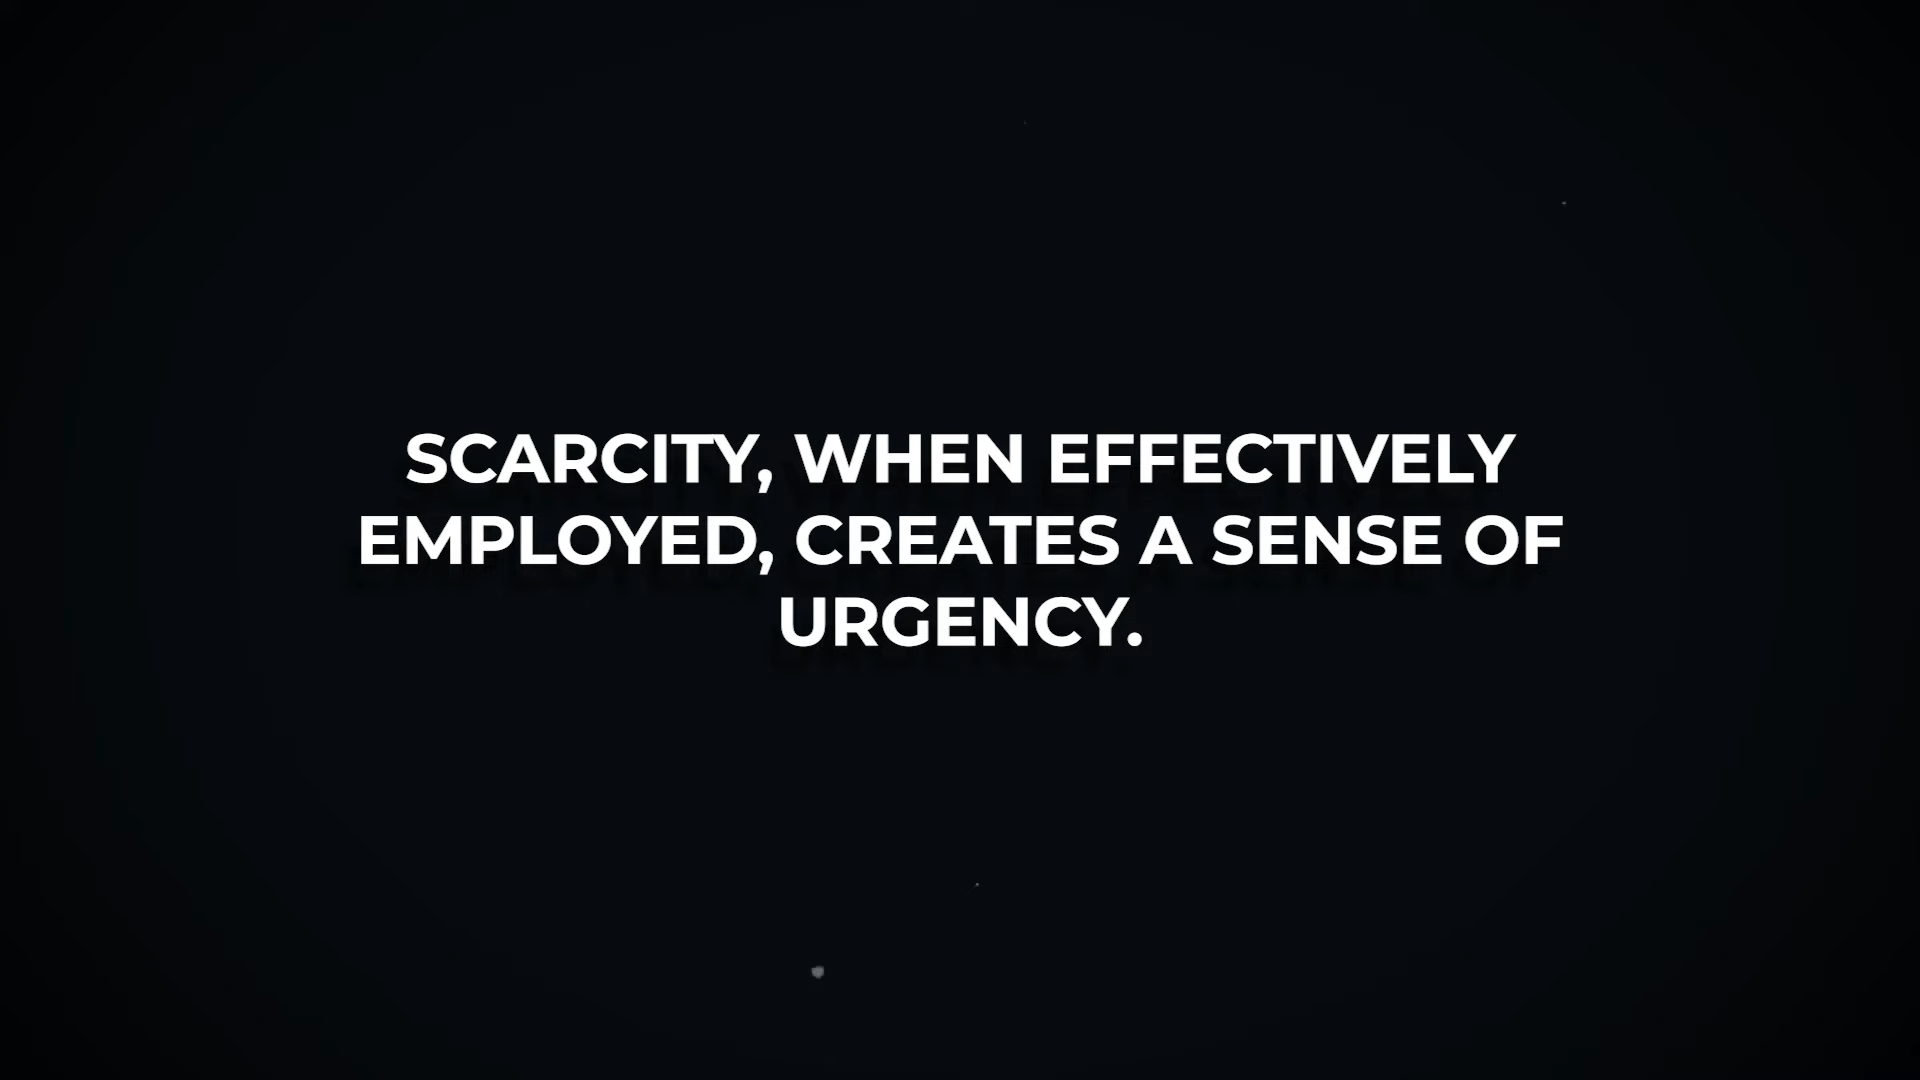 SCARCITY, WHEN EFFECTIVELY
EMPLOYED, CREATES A SENSE OF
URGENCY.